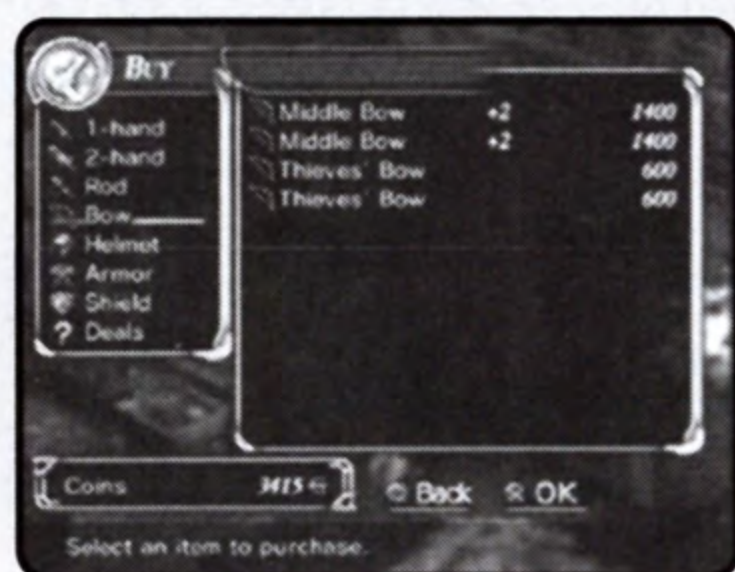 BUY
1-hand
2-hand
Rod
Bow
Helmet
Armor
Shield
? Deals
Middle Bow +2 1400
Middle Bow +2 1400
Thieves' Bow 600
Thieves' Bow 600
Coins 3415
Back OK
Select an item to purchase.